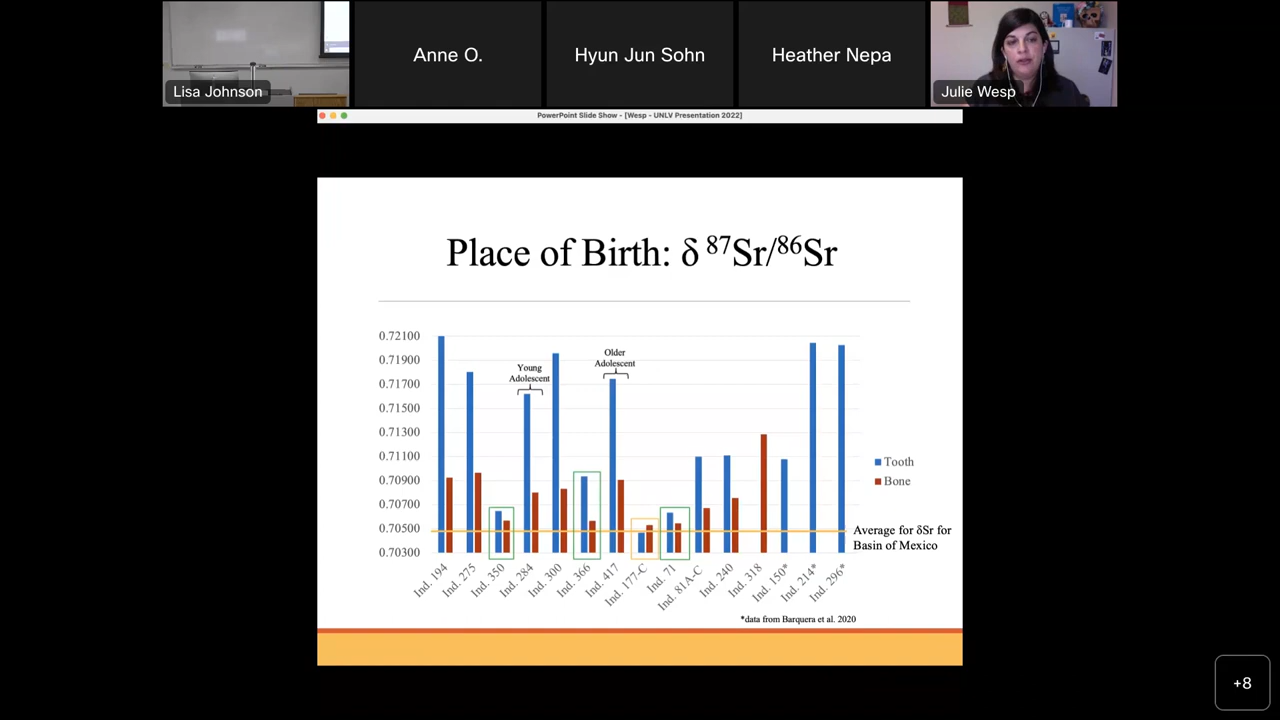 Lisa Johnson
Anne O.
Hyun Jun Sohn
Heather Nepa
Julie Wesp
PowerPoint Slide Show - [Wesp - UNLV Presentation 2022]
Place of Birth: δ ⁸⁷Sr/⁸⁶Sr
0.72100
0.71900
0.71700
0.71500
0.71300
0.71100
0.70900
0.70700
0.70500
0.70300
Young
Adolescent
Older
Adolescent
Tooth
Bone
Average for δSr for
Basin of Mexico
Ind. 194
Ind. 275
Ind. 350
Ind. 284
Ind. 300
Ind. 366
Ind. 417
Ind. 177-C
Ind. 71
Ind. 81A-C
Ind. 240
Ind. 318
Ind. 150*
Ind. 214*
Ind. 296*
*data from Barquera et al. 2020
+8